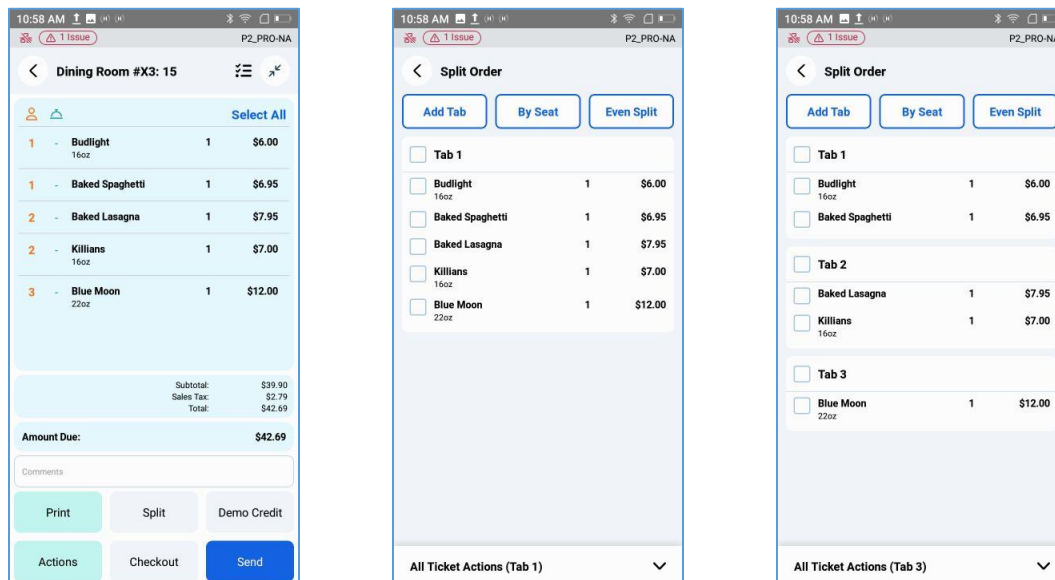 10:58 AM
1 Issue
P2_PRO-NA
Dining Room #X3: 15
Select All
1 - Budlight 1 $6.00
16oz
1 - Baked Spaghetti 1 $6.95
2 - Baked Lasagna 1 $7.95
2 - Killians 1 $7.00
16oz
3 - Blue Moon 1 $12.00
22oz
Subtotal: $39.90
Sales Tax: $2.79
Total: $42.69
Amount Due: $42.69
Comments
Print Split Demo Credit
Actions Checkout Send
10:58 AM
1 Issue
P2_PRO-NA
Split Order
Add Tab By Seat Even Split
Tab 1
Budlight 1 $6.00
16oz
Baked Spaghetti 1 $6.95
Baked Lasagna 1 $7.95
Killians 1 $7.00
16oz
Blue Moon 1 $12.00
22oz
All Ticket Actions (Tab 1)
10:58 AM
1 Issue
P2_PRO-NA
Split Order
Add Tab By Seat Even Split
Tab 1
Budlight 1 $6.00
16oz
Baked Spaghetti 1 $6.95
Tab 2
Baked Lasagna 1 $7.95
Killians 1 $7.00
16oz
Tab 3
Blue Moon 1 $12.00
22oz
All Ticket Actions (Tab 3)